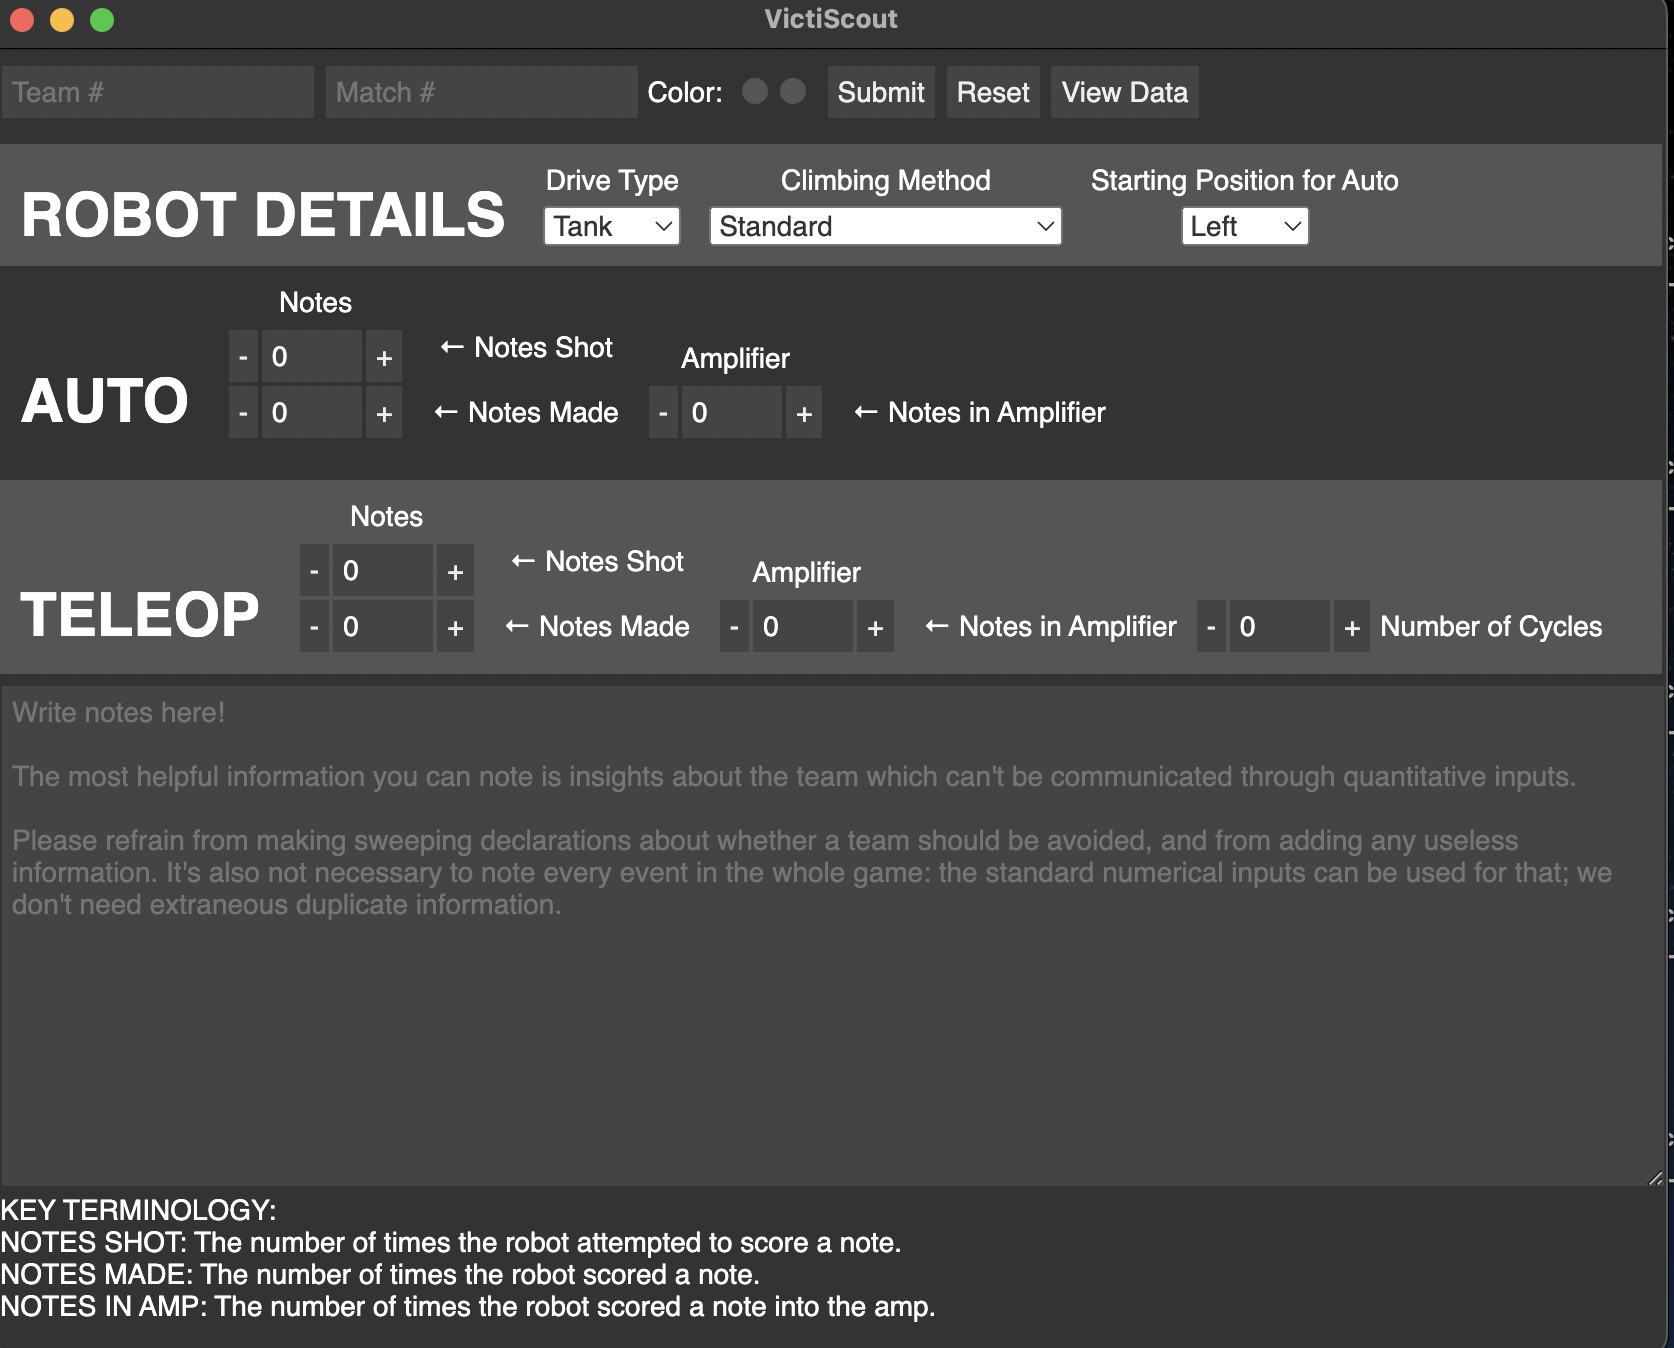 VictiScout
Team # Match # Color: Submit Reset View Data
Drive Type Climbing Method Starting Position for Auto
ROBOT DETAILS Tank Standard Left
Notes
- 0 + ← Notes Shot Amplifier
AUTO - 0 + ← Notes Made - 0 + ← Notes in Amplifier
Notes
- 0 + ← Notes Shot Amplifier
TELEOP - 0 + ← Notes Made - 0 + ← Notes in Amplifier - 0 + Number of Cycles
Write notes here!
The most helpful information you can note is insights about the team which can't be communicated through quantitative inputs.
Please refrain from making sweeping declarations about whether a team should be avoided, and from adding any useless
information. It's also not necessary to note every event in the whole game: the standard numerical inputs can be used for that; we
don't need extraneous duplicate information.
KEY TERMINOLOGY:
NOTES SHOT: The number of times the robot attempted to score a note.
NOTES MADE: The number of times the robot scored a note.
NOTES IN AMP: The number of times the robot scored a note into the amp.